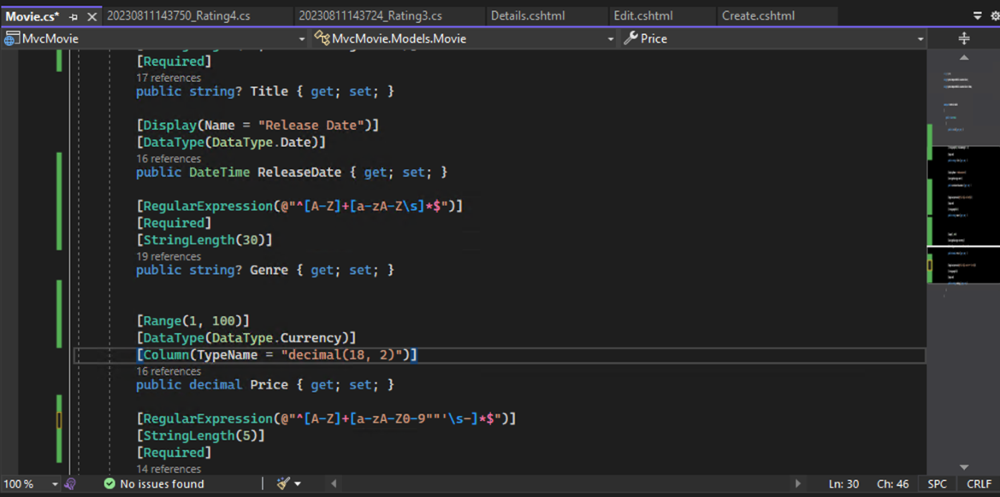 Movie.cs* 20230811143750_Rating4.cs 20230811143724_Rating3.cs Details.cshtml Edit.cshtml Create.cshtml
MvcMovie MvcMovie.Models.Movie Price
[Required]
17 references
public string? Title { get; set; }
[Display(Name = "Release Date")]
[DataType(DataType.Date)]
16 references
public DateTime ReleaseDate { get; set; }
[RegularExpression(@"^[A-Z]+[a-zA-Z\s]*$")]
[Required]
[StringLength(30)]
19 references
public string? Genre { get; set; }
[Range(1, 100)]
[DataType(DataType.Currency)]
[Column(TypeName = "decimal(18, 2)")]
16 references
public decimal Price { get; set; }
[RegularExpression(@"^[A-Z]+[a-zA-Z0-9""'\s-]*$")]
[StringLength(5)]
[Required]
14 references
100 % No issues found Ln: 30 Ch: 46 SPC CRLF